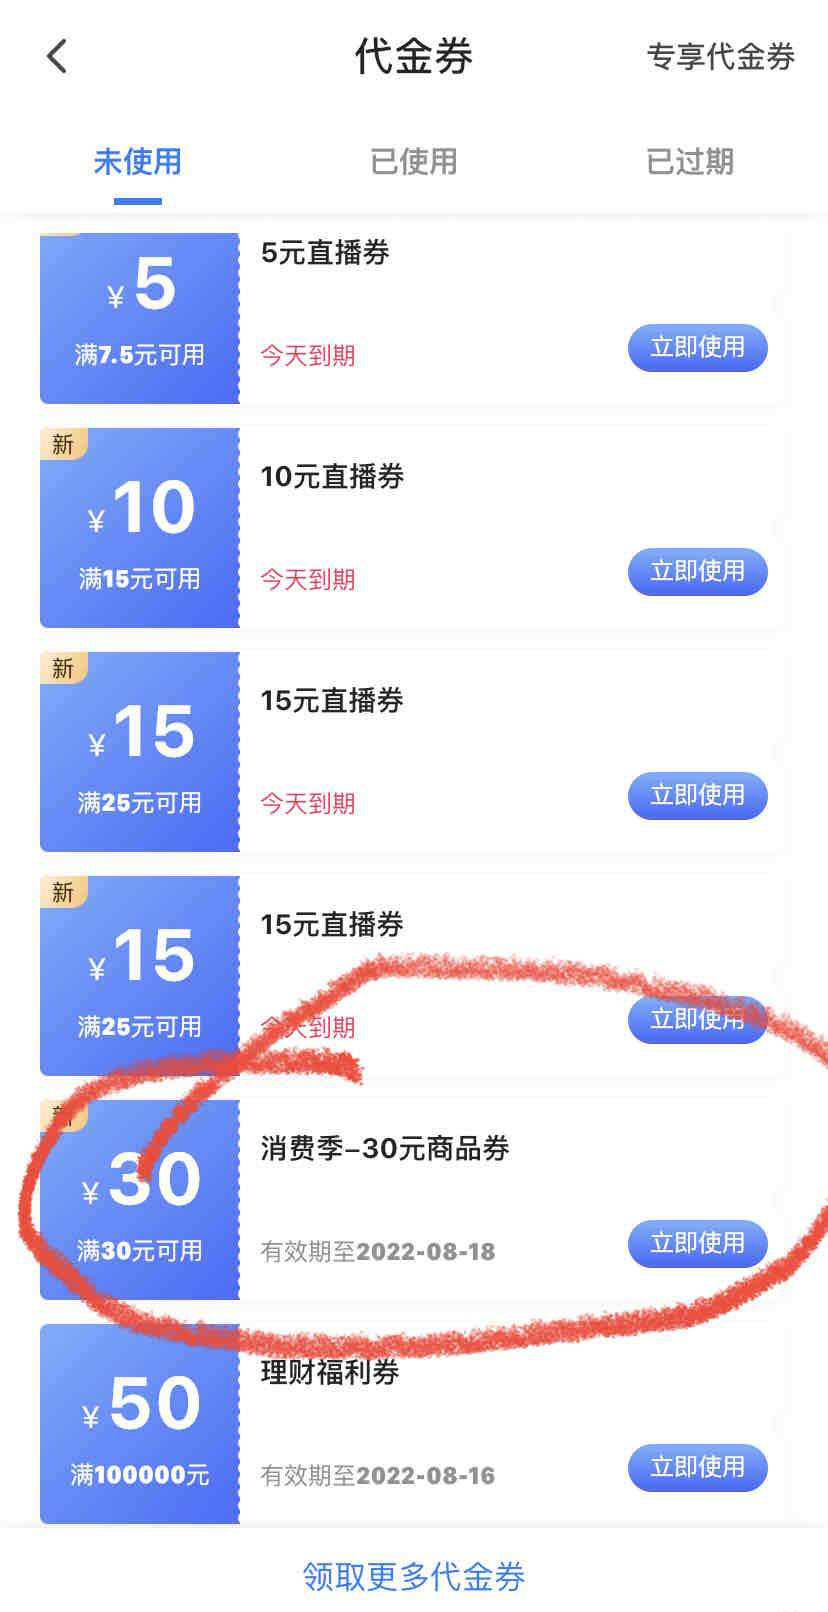 代金券
专享代金券
未使用
已使用
已过期
¥5
满7.5元可用
5元直播券
今天到期
立即使用
新
¥10
满15元可用
10元直播券
今天到期
立即使用
新
¥15
满25元可用
15元直播券
今天到期
立即使用
新
¥15
满25元可用
15元直播券
今天到期
立即使用
新
¥30
满30元可用
消费季-30元商品券
有效期至2022-08-18
立即使用
¥50
满100000元
理财福利券
有效期至2022-08-16
立即使用
领取更多代金券